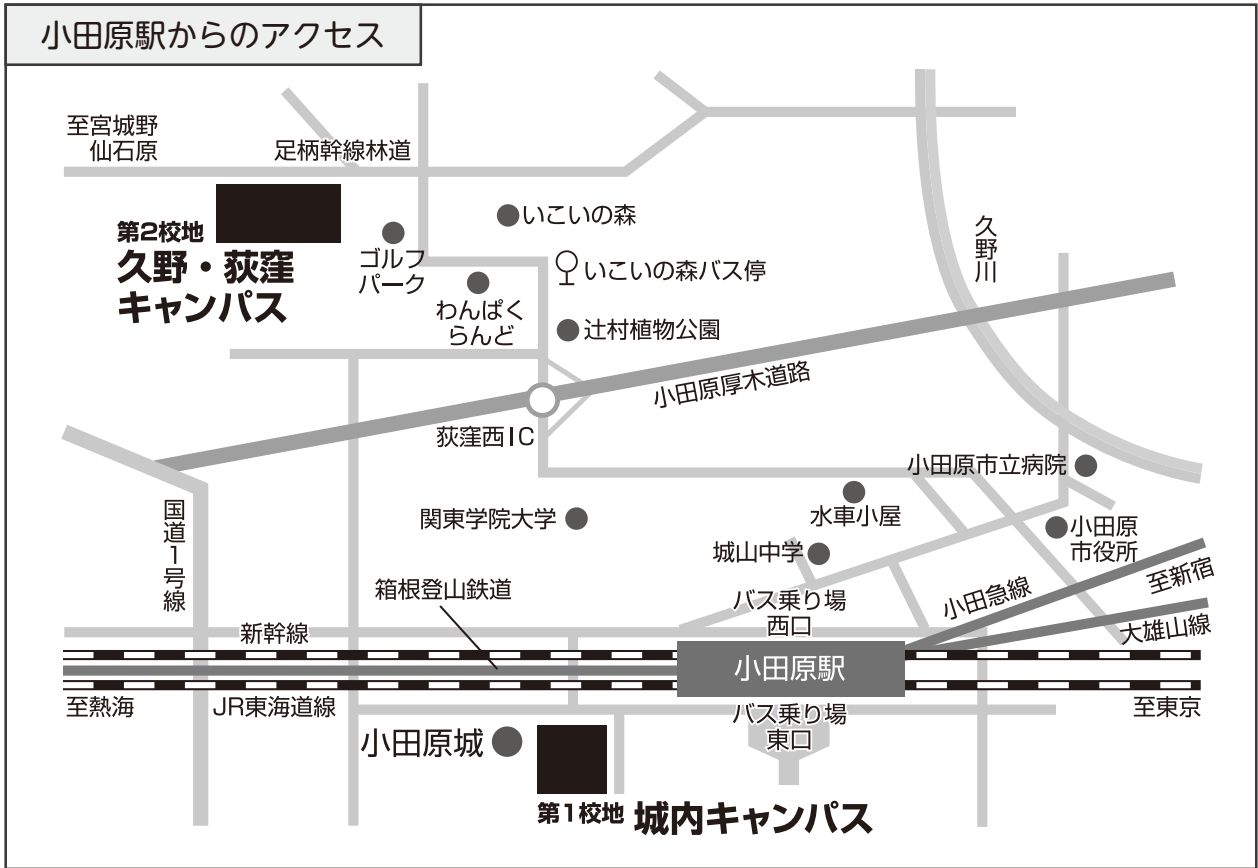 小田原駅からのアクセス
至宮城野
仙石原
足柄幹線林道
第2校地
久野・荻窪
キャンパス
ゴルフ
パーク
いこいの森
わんぱく
らんど
いこいの森バス停
辻村植物公園
久野川
小田原厚木道路
荻窪西IC
国道1号線
関東学院大学
小田原市立病院
水車小屋
小田原
市役所
城山中学
箱根登山鉄道
バス乗り場
西口
小田急線
至新宿
大雄山線
新幹線
小田原駅
至熱海
JR東海道線
バス乗り場
東口
至東京
小田原城
第1校地 城内キャンパス